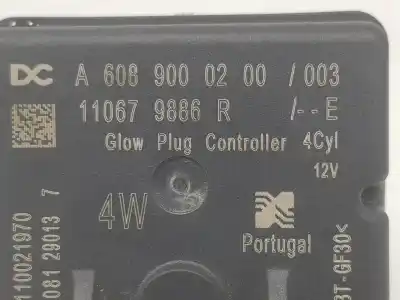 DC A 608 900 02 00 /003
11067 9886 R /--E
Glow Plug Controller 4Cyl
12V
4W
Portugal
110021970
081 29013 7